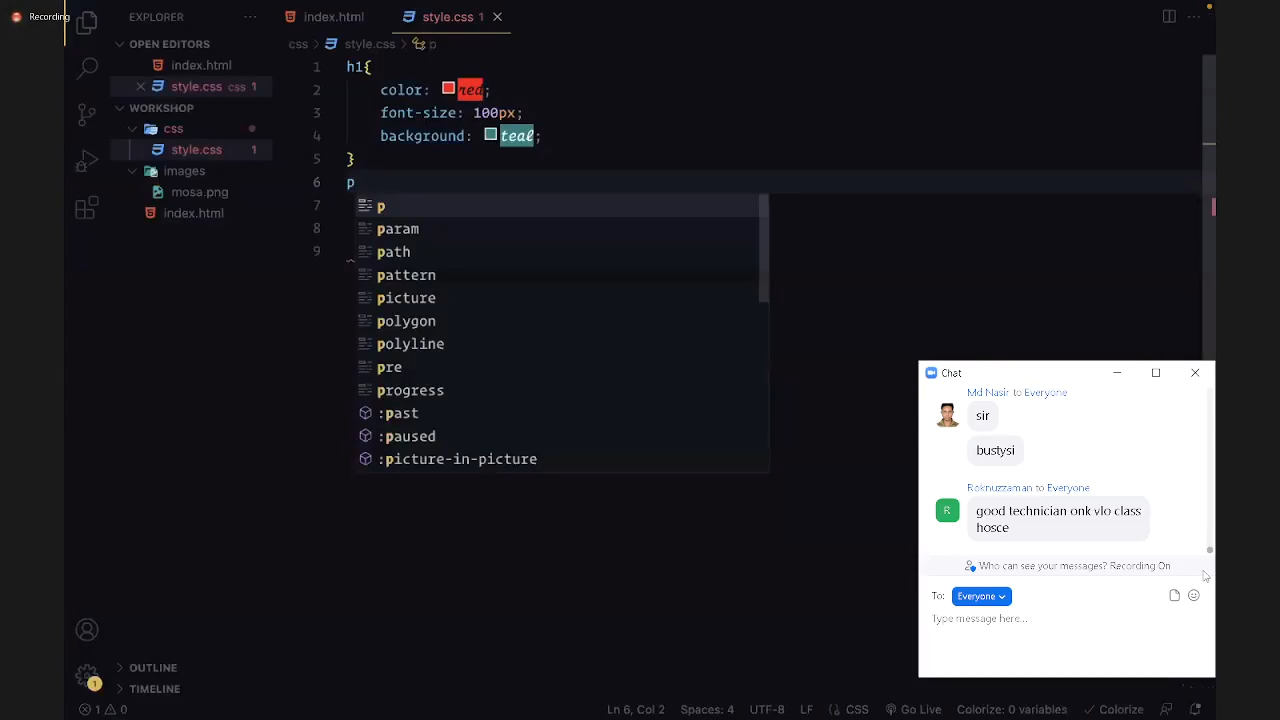 Recording
EXPLORER
index.html
style.css 1
OPEN EDITORS
css
style.css
p
index.html
style.css css 1
WORKSHOP
css
style.css 1
images
mosa.png
index.html
1 h1{
2 color: red;
3 font-size: 100px;
4 background: teal;
5 }
6 p
7
8
9
p
param
path
pattern
picture
polygon
polyline
pre
progress
:past
:paused
:picture-in-picture
Chat
Md Nasir to Everyone
sir
bustysi
Roknuzzaman to Everyone
R
good technician onk vlo class
hosce
Who can see your messages? Recording On
To: Everyone
Type message here...
OUTLINE
TIMELINE
1
1 0
Ln 6, Col 2
Spaces: 4
UTF-8
LF
CSS
Go Live
Colorize: 0 variables
Colorize